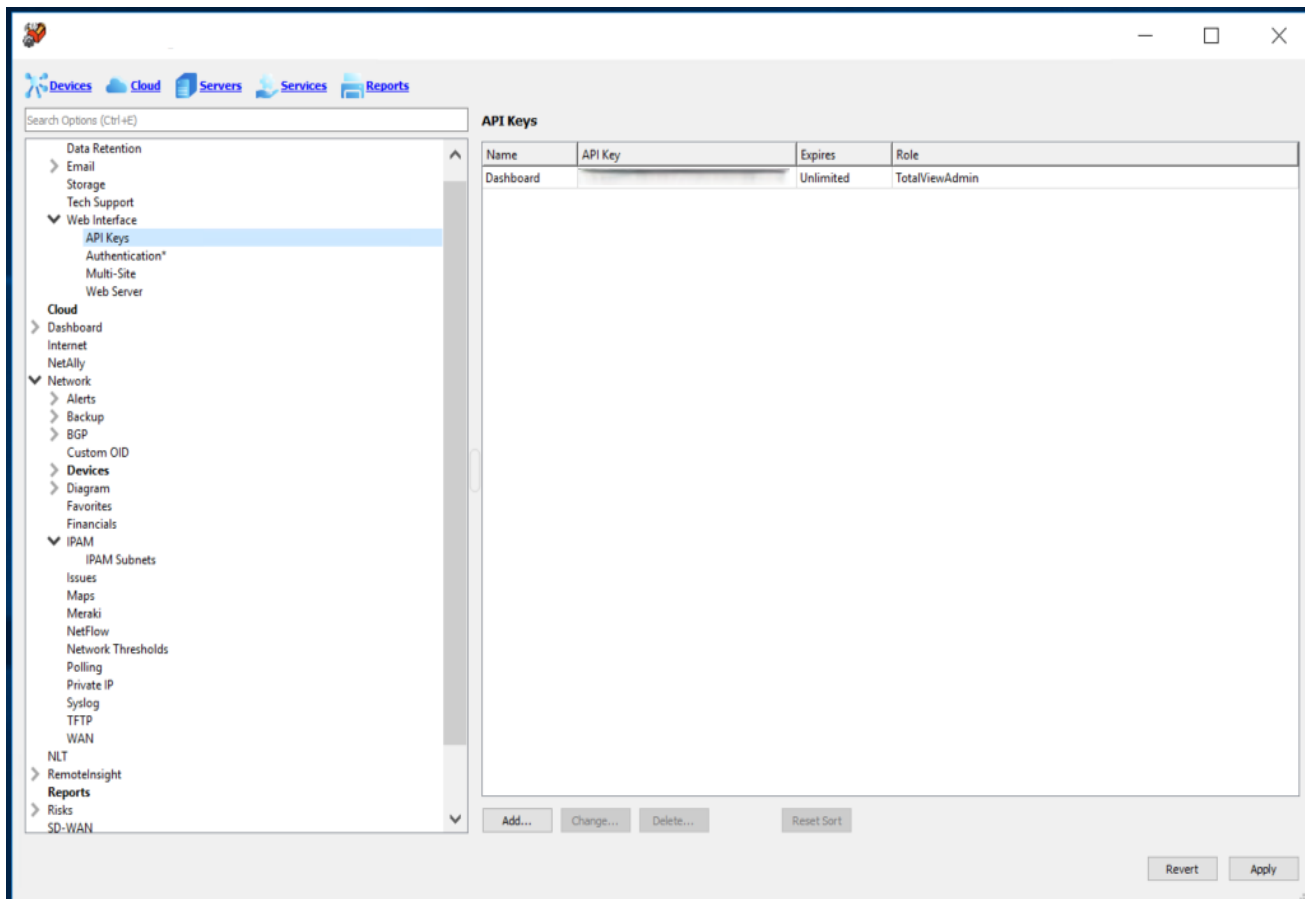 Devices Cloud Servers Services Reports
Search Options (Ctrl+E)
Data Retention
Email
Storage
Tech Support
Web Interface
API Keys
Authentication*
Multi-Site
Web Server
Cloud
Dashboard
Internet
NetAlly
Network
Alerts
Backup
BGP
Custom OID
Devices
Diagram
Favorites
Financials
IPAM
IPAM Subnets
Issues
Maps
Meraki
NetFlow
Network Thresholds
Polling
Private IP
Syslog
TFTP
WAN
NLT
RemoteInsight
Reports
Risks
SD-WAN
API Keys
Name API Key Expires Role
Dashboard Unlimited TotalViewAdmin
Add... Change... Delete... Reset Sort
Revert Apply